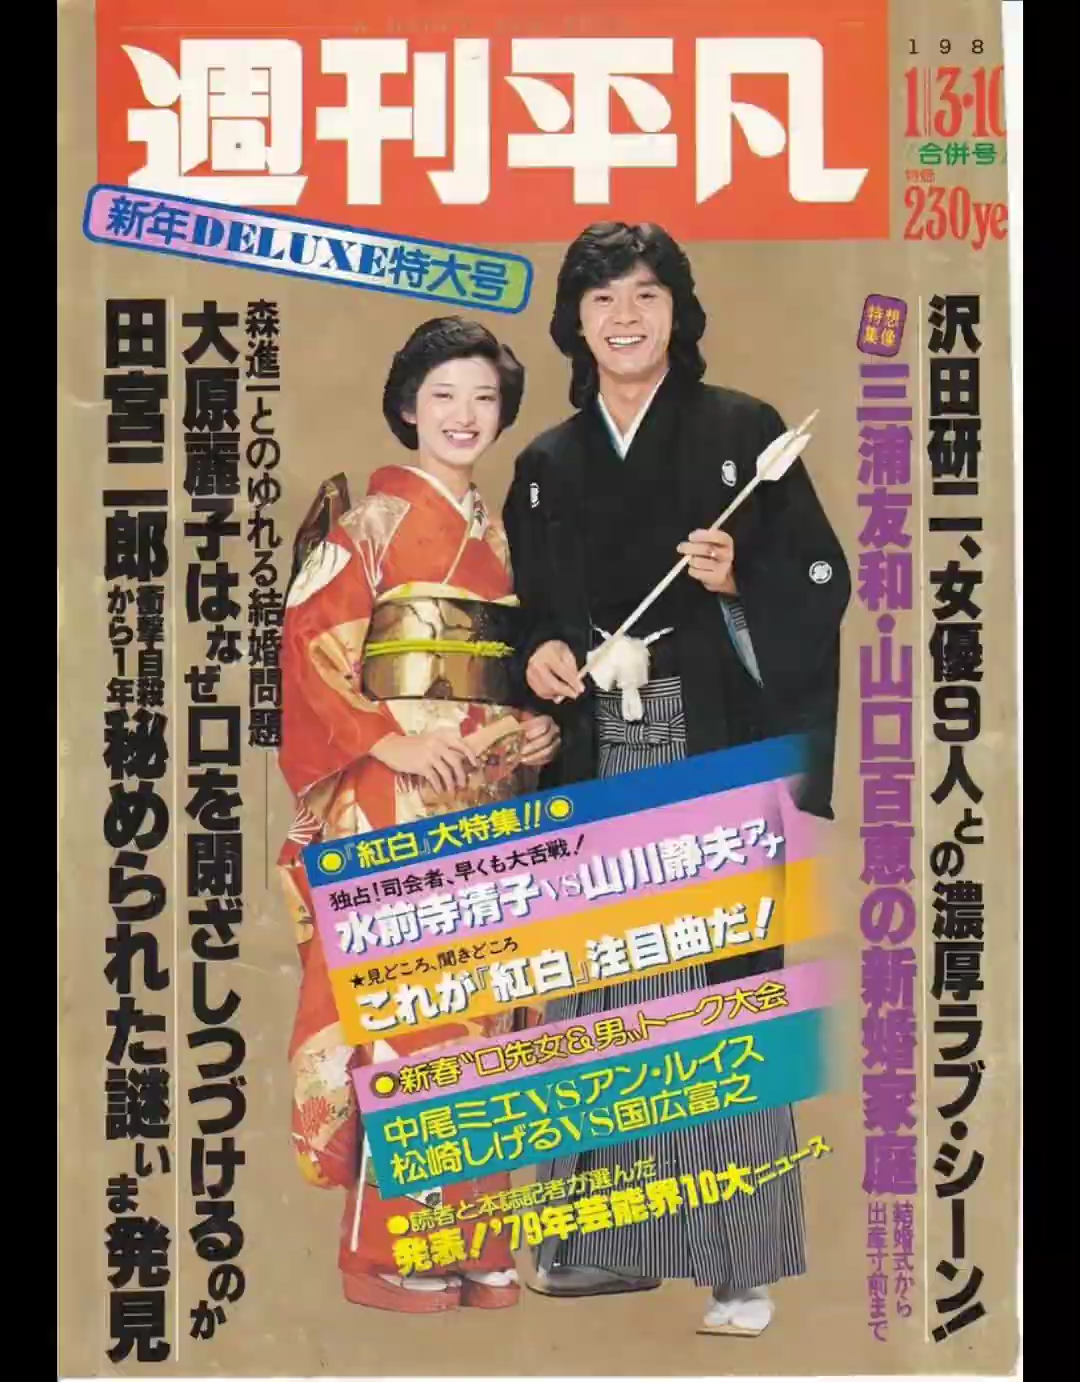 週刊平凡
198
1║3・10
合併号
特価
230ye
新年DELUXE特大号
沢田研二、女優9人との濃厚ラブ・シーン!
想像特集
三浦友和・山口百恵の新婚家庭
結婚式から
出産寸前まで
森進一とのゆれる結婚問題
大原麗子はなぜ口を閉ざしつづけるのか
田宮二郎
衝撃自殺
から1年
秘められた謎いま発見
●『紅白』大特集!!●
独占!司会者、早くも大舌戦!
水前寺清子VS山川静夫アナ
★見どころ、聞きどころ
これが『紅白』注目曲だ!
●新春“口先女&男”トーク大会
中尾ミエVSアン・ルイス
松崎しげるVS国広富之
●読者と本誌記者が選んだ…
発表!'79年芸能界10大ニュース